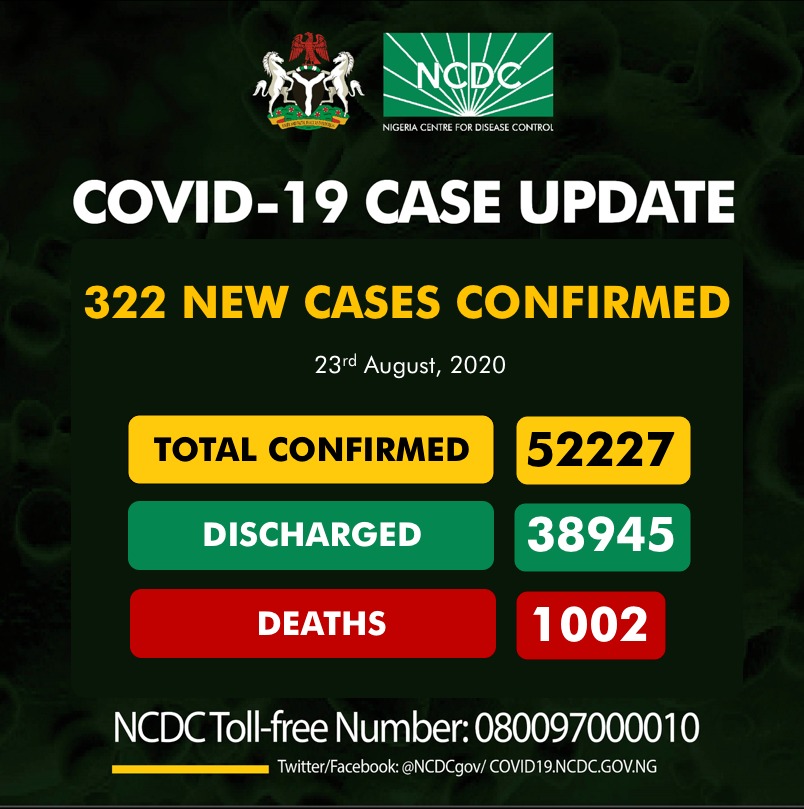 NCDC
NIGERIA CENTRE FOR DISEASE CONTROL
COVID-19 CASE UPDATE
322 NEW CASES CONFIRMED
23rd August, 2020
TOTAL CONFIRMED 52227
DISCHARGED 38945
DEATHS 1002
NCDC Toll-free Number: 080097000010
Twitter/Facebook: @NCDCgov/ COVID19.NCDC.GOV.NG